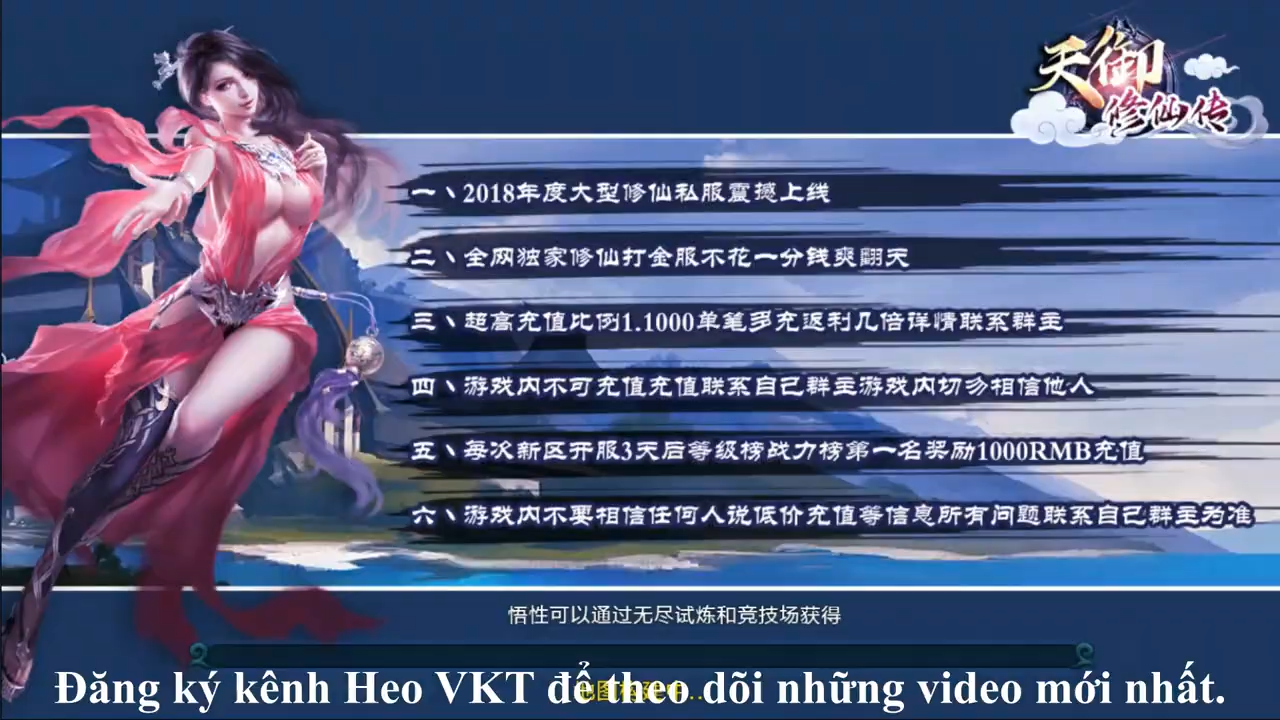 天御
修仙传
一丶2018年度大型修仙私服震撼上线
二丶全网独家修仙打金服不花一分钱爽翻天
三丶超高充值比例1.1000单笔多充返利几倍详情联系群主
四丶游戏内不可充值充值联系自己群主游戏内切勿相信他人
五丶每次新区开服3天后等级榜战力榜第一名奖励1000RMB充值
六丶游戏内不要相信任何人说低价充值等信息所有问题联系自己群主为准
悟性可以通过无尽试炼和竞技场获得
Đăng ký kênh Heo VKT để theo dõi những video mới nhất.